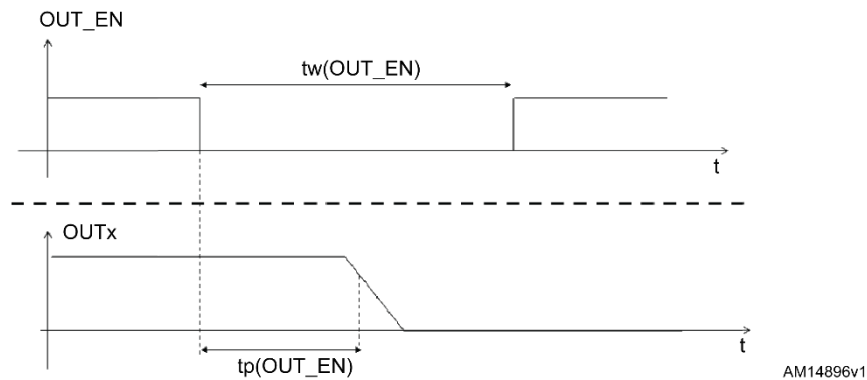 OUT_EN
tw(OUT_EN)
t
OUTx
t
tp(OUT_EN)
AM14896v1